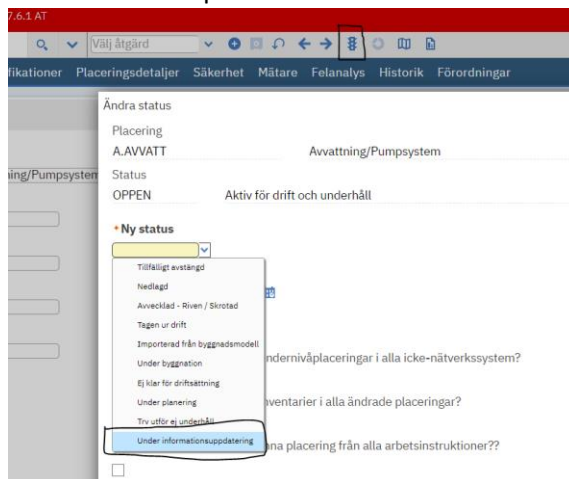 7.6.1 AT
Välj åtgärd
fikationer Placeringsdetaljer Säkerhet Mätare Felanalys Historik Förordningar
Ändra status
Placering
A.AVVATT Avvattning/Pumpsystem
ning/Pumpsystem
Status
OPPEN Aktiv för drift och underhåll
* Ny status
Tillfälligt avstängd
Nedlagd
Avvecklad - Riven / Skrotad
Tagen ur drift
Importerad från byggnadsmodell
Under byggnation
ndernivåplaceringar i alla icke-nätverkssystem?
Ej klar för driftsättning
Under planering
nventarier i alla ändrade placeringar?
Trv utför ej underhåll
Under informationsuppdatering
nna placering från alla arbetsinstruktioner??